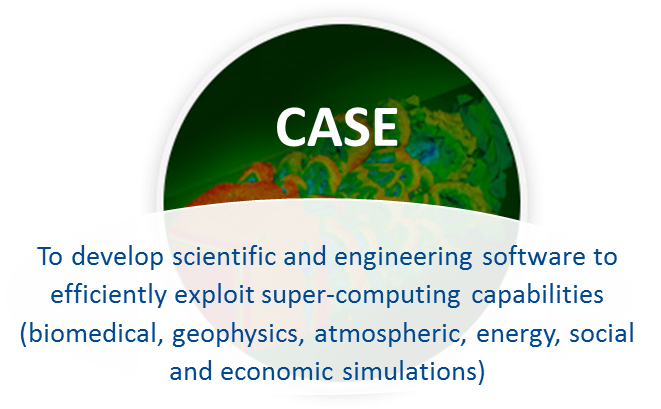 CASE
To develop scientific and engineering software to
efficiently exploit super-computing capabilities
(biomedical, geophysics, atmospheric, energy, social
and economic simulations)